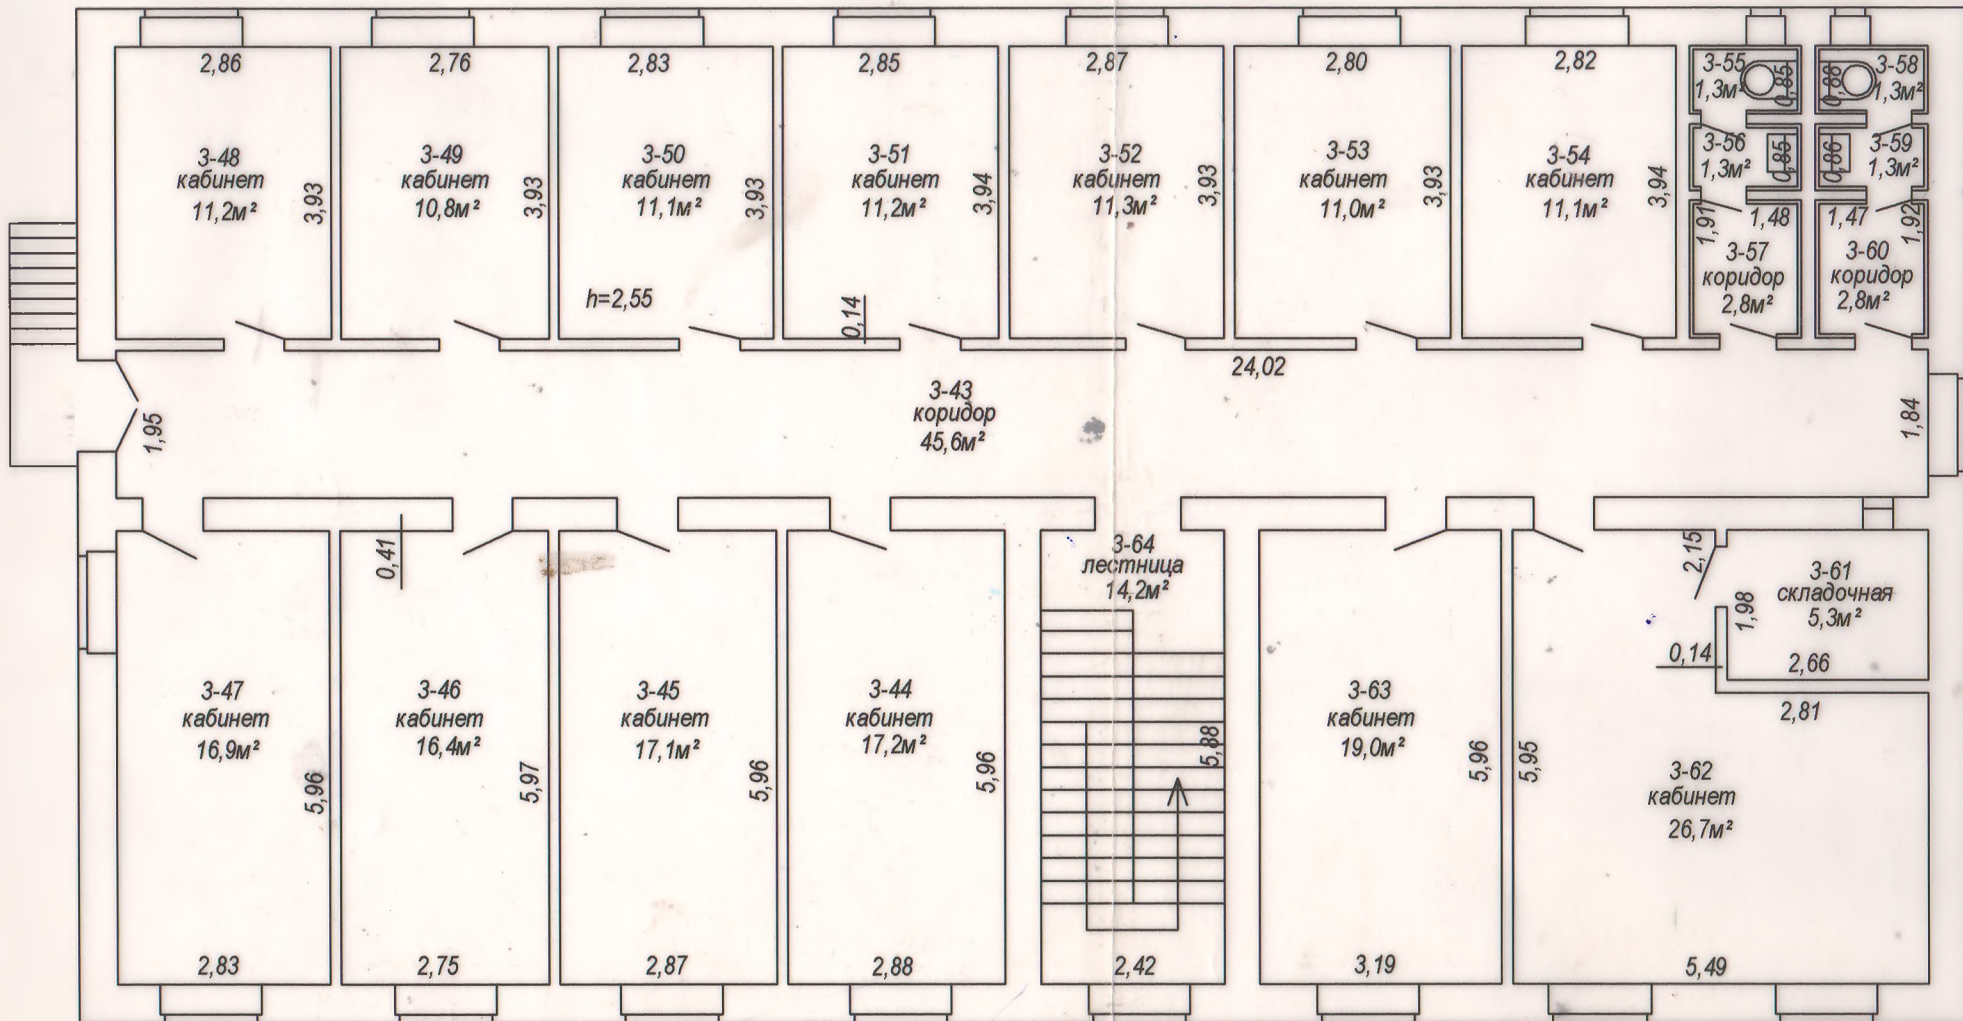 2,86
2,76
2,83
2,85
2,87
2,80
2,82
3-55
1,3м²
0,85
0,88
3-58
1,3м²
3-48
кабинет
11,2м²
3,93
3-49
кабинет
10,8м²
3,93
3-50
кабинет
11,1м²
3,93
h=2,55
3-51
кабинет
11,2м²
3,94
0,14
3-52
кабинет
11,3м²
3,93
3-53
кабинет
11,0м²
3,93
3-54
кабинет
11,1м²
3,94
3-56
1,3м²
0,85
0,86
3-59
1,3м²
1,91
1,48
3-57
коридор
2,8м²
1,47
1,92
3-60
коридор
2,8м²
24,02
1,95
3-43
коридор
45,6м²
1,84
0,41
3-64
лестница
14,2м²
2,15
3-61
складочная
5,3м²
1,98
0,14
2,66
2,81
3-47
кабинет
16,9м²
5,96
3-46
кабинет
16,4м²
5,97
3-45
кабинет
17,1м²
5,96
3-44
кабинет
17,2м²
5,96
5,88
3-63
кабинет
19,0м²
5,96
5,95
3-62
кабинет
26,7м²
2,83
2,75
2,87
2,88
2,42
3,19
5,49